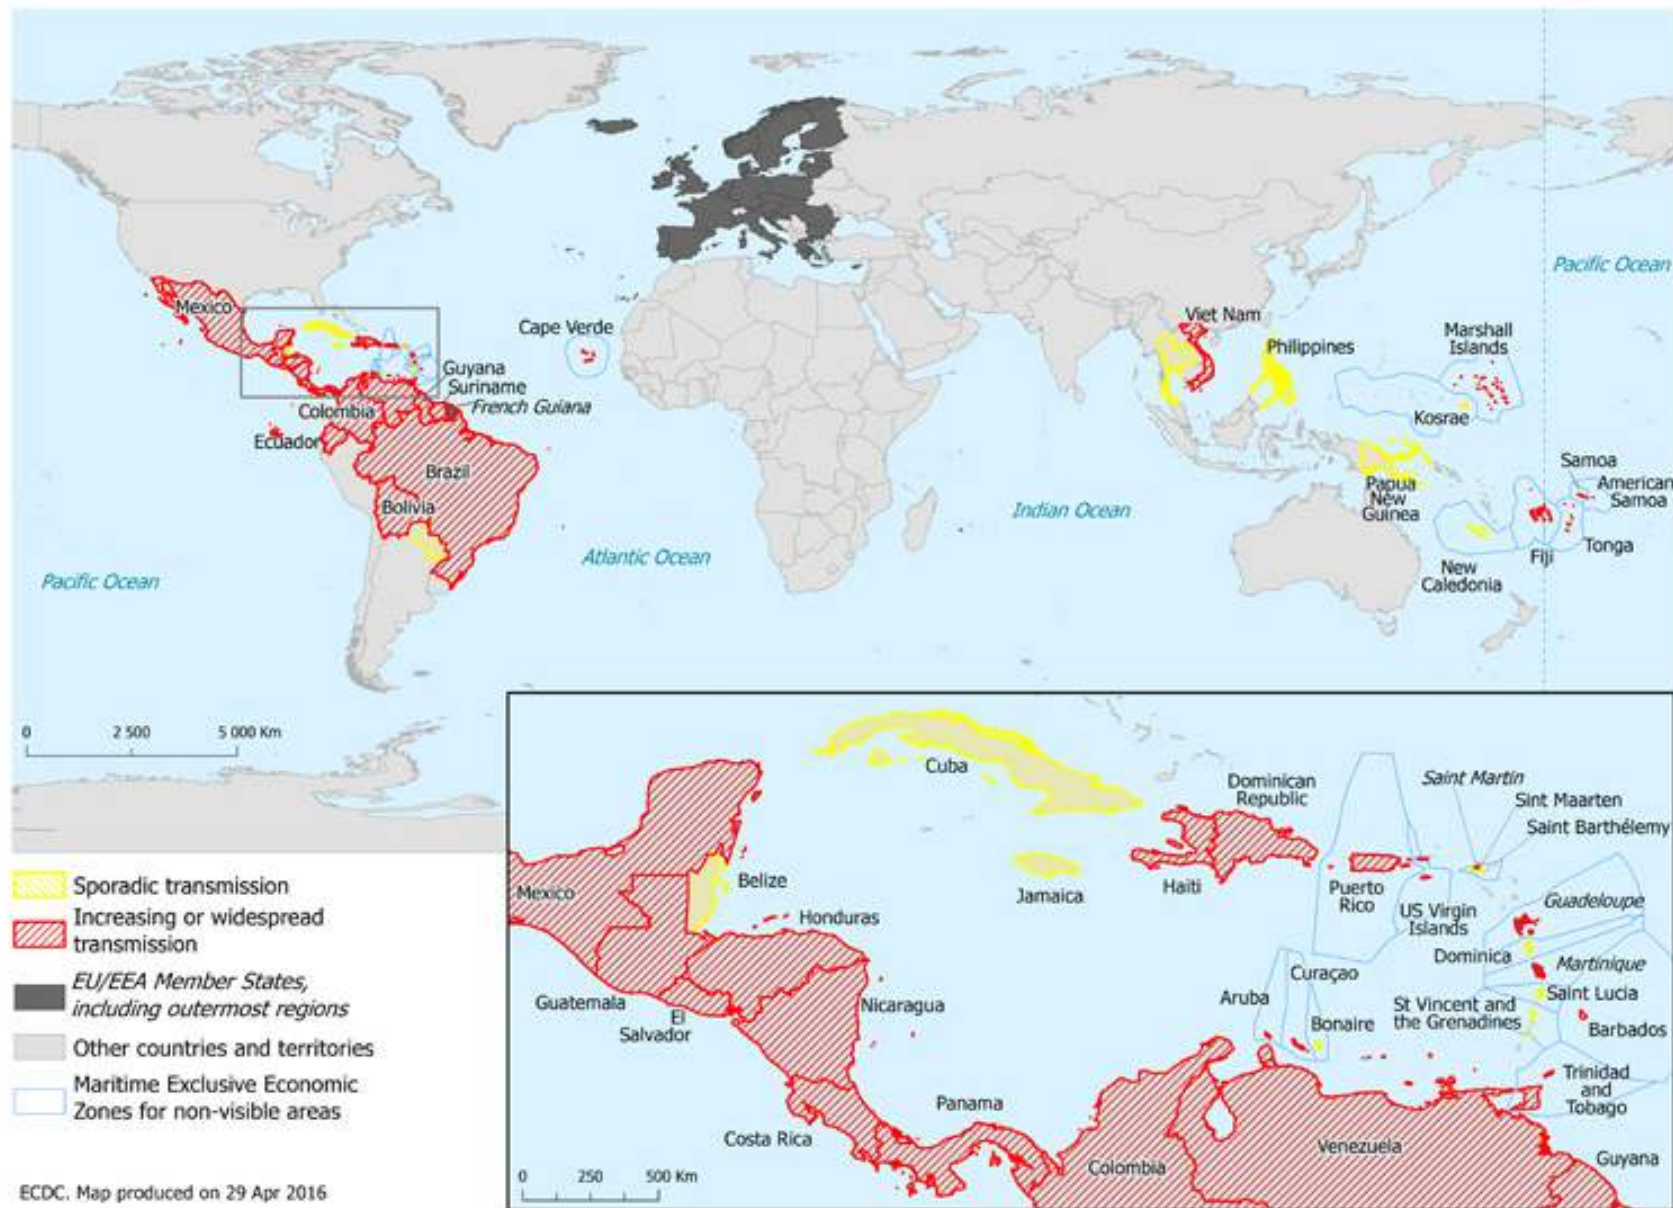 Pacific Ocean
Mexico
Cape Verde
Viet Nam
Philippines
Marshall
Islands
Guyana
Suriname
French Guiana
Colombia
Kosrae
Ecuador
Brazil
Samoa
American
Samoa
Papua
New
Guinea
Bolivia
Indian Ocean
Atlantic Ocean
Tonga
Fiji
New
Caledonia
Pacific Ocean
0 2 500 5 000 Km
Sporadic transmission
Increasing or widespread
transmission
EU/EEA Member States,
including outermost regions
Other countries and territories
Maritime Exclusive Economic
Zones for non-visible areas
ECDC. Map produced on 29 Apr 2016
Cuba
Dominican
Republic
Saint Martin
Sint Maarten
Saint Barthélemy
Mexico
Belize
Jamaica
Haïti
Puerto
Rico
US Virgin
Islands
Guadeloupe
Honduras
Dominica
Martinique
Curaçao
Aruba
Bonaire
Saint Lucia
St Vincent and
the Grenadines
Barbados
Guatemala
El
Salvador
Nicaragua
Trinidad
and
Tobago
Panama
Costa Rica
Colombia
Venezuela
Guyana
0 250 500 Km